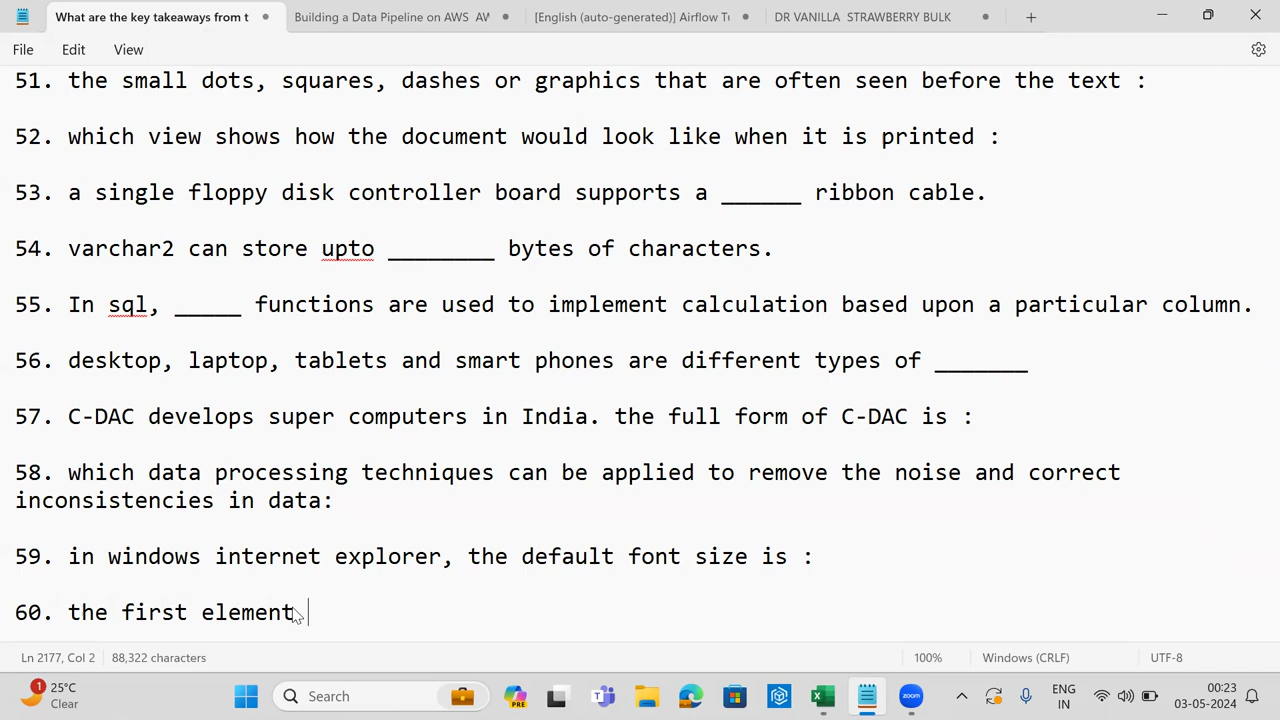 What are the key takeaways from t
Building a Data Pipeline on AWS AW
[English (auto-generated)] Airflow Tu
DR VANILLA STRAWBERRY BULK
File Edit View
51. the small dots, squares, dashes or graphics that are often seen before the text :
52. which view shows how the document would look like when it is printed :
53. a single floppy disk controller board supports a ______ ribbon cable.
54. varchar2 can store upto ________ bytes of characters.
55. In sql, _____ functions are used to implement calculation based upon a particular column.
56. desktop, laptop, tablets and smart phones are different types of _______
57. C-DAC develops super computers in India. the full form of C-DAC is :
58. which data processing techniques can be applied to remove the noise and correct
inconsistencies in data:
59. in windows internet explorer, the default font size is :
60. the first element
Ln 2177, Col 2 88,322 characters 100% Windows (CRLF) UTF-8
1
25°C
Clear
Search
PRE
zoom
ENG
IN
00:23
03-05-2024